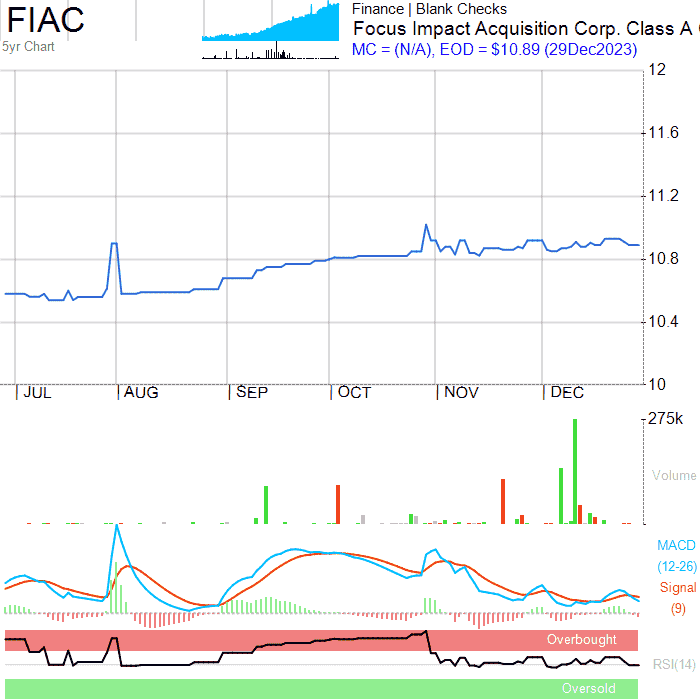 FIAC
5yr Chart
Finance | Blank Checks
Focus Impact Acquisition Corp. Class A
MC = (N/A), EOD = $10.89 (29Dec2023)
12
11.6
11.2
10.8
10.4
10
JUL AUG SEP OCT NOV DEC
275k
Volume
MACD
(12-26)
Signal
(9)
Overbought
RSI(14)
Oversold